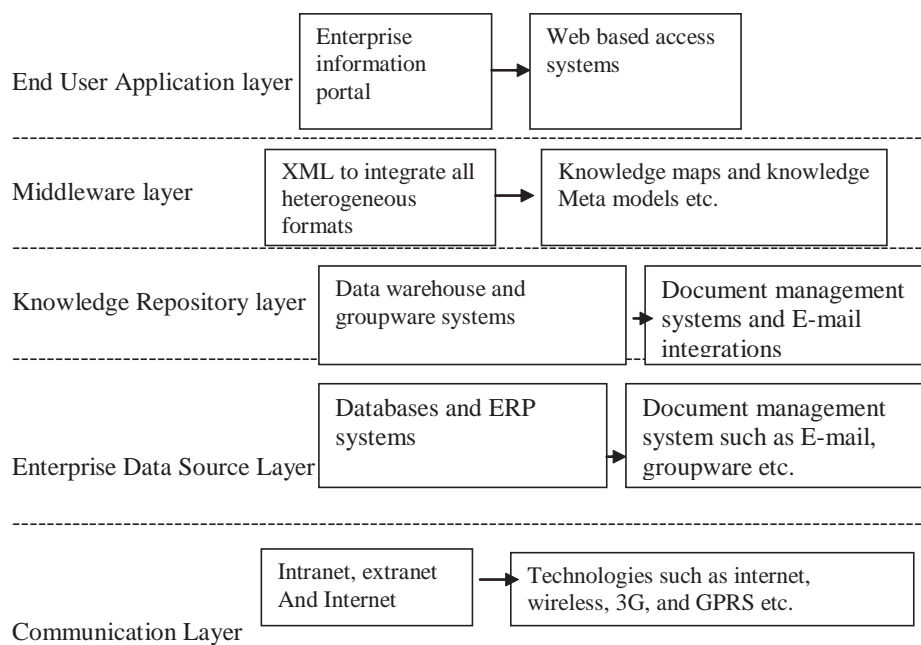 End User Application layer
Enterprise
information
portal
Web based access
systems
Middleware layer
XML to integrate all
heterogeneous
formats
Knowledge maps and knowledge
Meta models etc.
Knowledge Repository layer
Data warehouse and
groupware systems
Document management
systems and E-mail
integrations
Enterprise Data Source Layer
Databases and ERP
systems
Document management
system such as E-mail,
groupware etc.
Communication Layer
Intranet, extranet
And Internet
Technologies such as internet,
wireless, 3G, and GPRS etc.